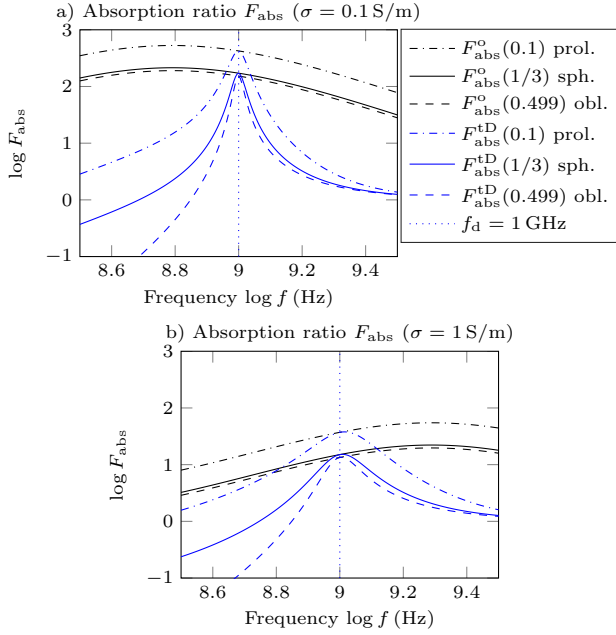 a) Absorption ratio F_abs (σ = 0.1 S/m)
3
2
1
0
−1
log F_abs
8.6 8.8 9 9.2 9.4
Frequency log f (Hz)
F^o_abs(0.1) prol.
F^o_abs(1/3) sph.
F^o_abs(0.499) obl.
F^tD_abs(0.1) prol.
F^tD_abs(1/3) sph.
F^tD_abs(0.499) obl.
f_d = 1 GHz
b) Absorption ratio F_abs (σ = 1 S/m)
3
2
1
0
−1
log F_abs
8.6 8.8 9 9.2 9.4
Frequency log f (Hz)